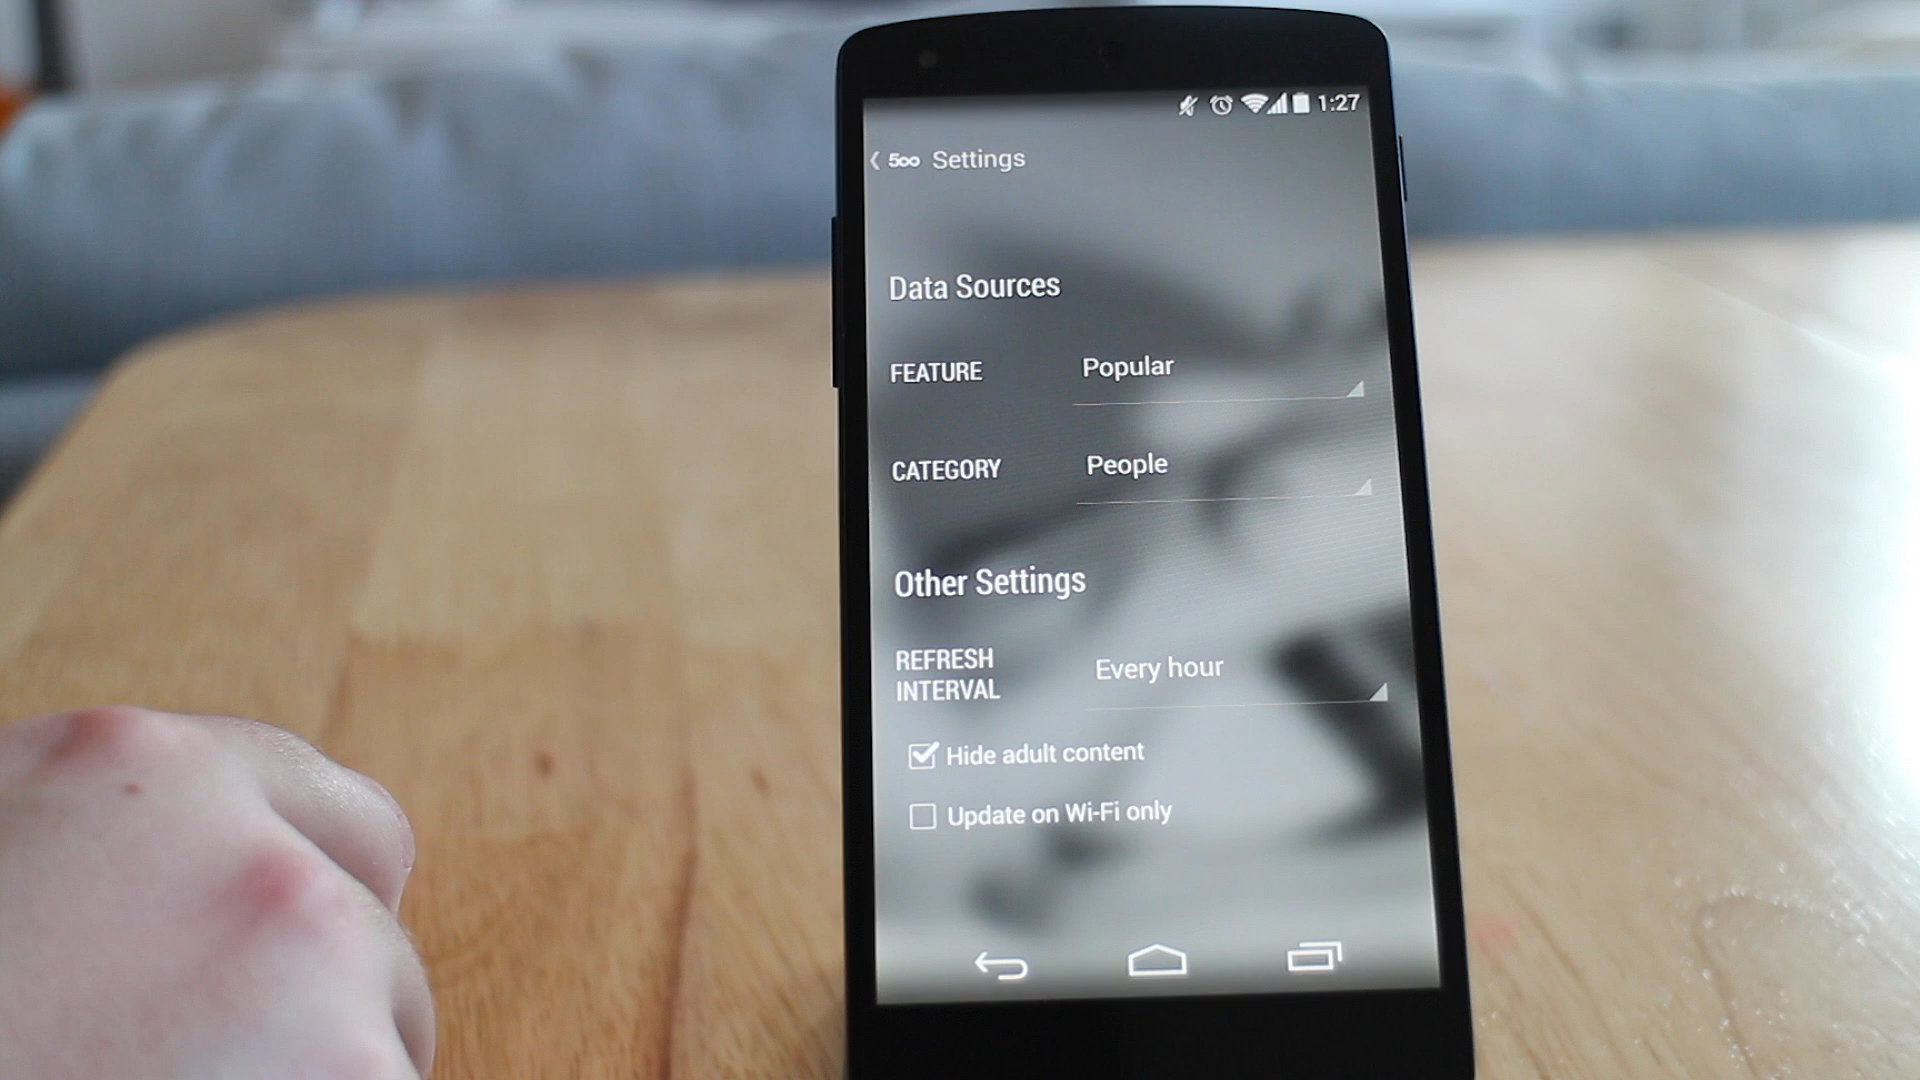 1:27
500 Settings
Data Sources
FEATURE Popular
CATEGORY People
Other Settings
REFRESH
INTERVAL
Every hour
Hide adult content
Update on Wi-Fi only